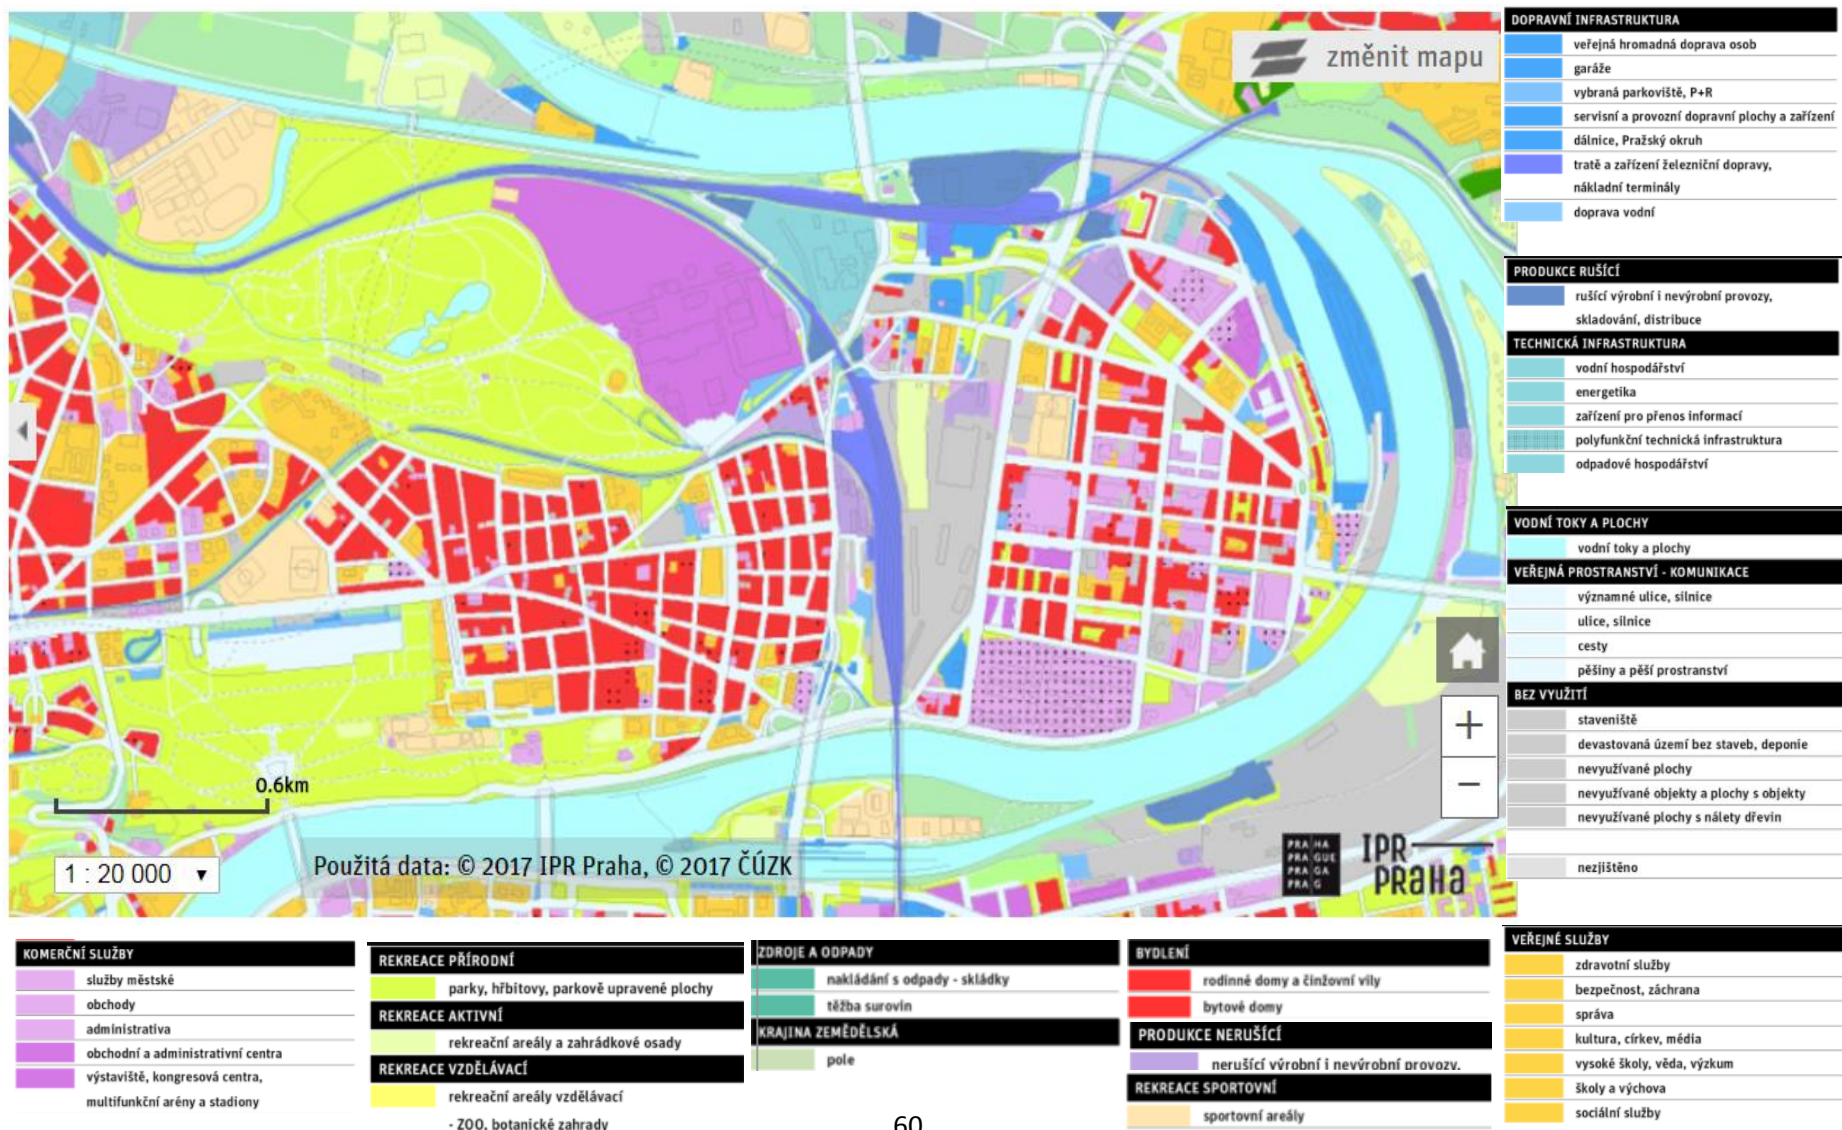 změnit mapu
0.6km
1 : 20 000
Použitá data: © 2017 IPR Praha, © 2017 ČÚZK
PRA HA
PRA GUE
PRA GA
PRA G
IPR
PRAHA
+
−
DOPRAVNÍ INFRASTRUKTURA
veřejná hromadná doprava osob
garáže
vybraná parkoviště, P+R
servisní a provozní dopravní plochy a zařízení
dálnice, Pražský okruh
tratě a zařízení železniční dopravy,
nákladní terminály
doprava vodní
PRODUKCE RUŠÍCÍ
rušící výrobní i nevýrobní provozy,
skladování, distribuce
TECHNICKÁ INFRASTRUKTURA
vodní hospodářství
energetika
zařízení pro přenos informací
polyfunkční technická infrastruktura
odpadové hospodářství
VODNÍ TOKY A PLOCHY
vodní toky a plochy
VEŘEJNÁ PROSTRANSTVÍ - KOMUNIKACE
významné ulice, silnice
ulice, silnice
cesty
pěšiny a pěší prostranství
BEZ VYUŽITÍ
staveniště
devastovaná území bez staveb, deponie
nevyužívané plochy
nevyužívané objekty a plochy s objekty
nevyužívané plochy s nálety dřevin
nezjištěno
KOMERČNÍ SLUŽBY
služby městské
obchody
administrativa
obchodní a administrativní centra
výstaviště, kongresová centra,
multifunkční arény a stadiony
REKREACE PŘÍRODNÍ
parky, hřbitovy, parkově upravené plochy
REKREACE AKTIVNÍ
rekreační areály a zahrádkové osady
REKREACE VZDĚLÁVACÍ
rekreační areály vzdělávací
- ZOO, botanické zahrady
ZDROJE A ODPADY
nakládání s odpady - skládky
těžba surovin
KRAJINA ZEMĚDĚLSKÁ
pole
BYDLENÍ
rodinné domy a činžovní vily
bytové domy
PRODUKCE NERUŠÍCÍ
nerušící výrobní i nevýrobní provozy,
REKREACE SPORTOVNÍ
sportovní areály
VEŘEJNÉ SLUŽBY
zdravotní služby
bezpečnost, záchrana
správa
kultura, církev, média
vysoké školy, věda, výzkum
školy a výchova
sociální služby
60